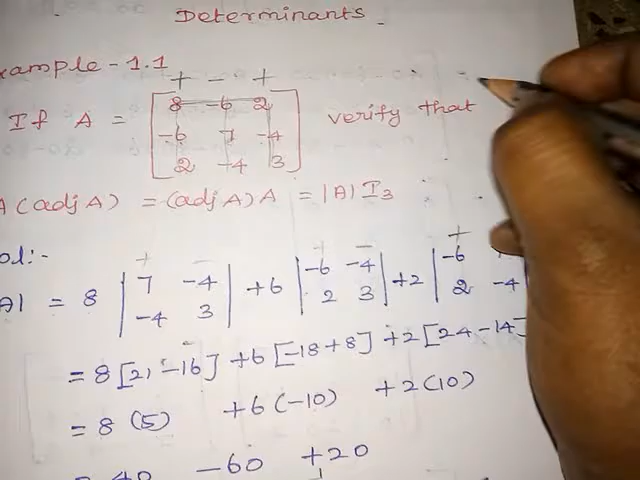 Determinants
xample - 1.1
+ - +
If A = [ 8 -6 2 verify that
-6 7 -4
2 -4 3 ]
A (adj A) = (adj A) A = |A| I3
ol:-
+ - + - +
A| = 8 | 7 -4 | + 6 | -6 -4 | + 2 | -6
-4 3 2 3 2 -4
= 8 [21 - 16] + 6 [-18 + 8] + 2 [24 - 14]
= 8 (5) + 6 (-10) + 2 (10)
= 40 - 60 + 20